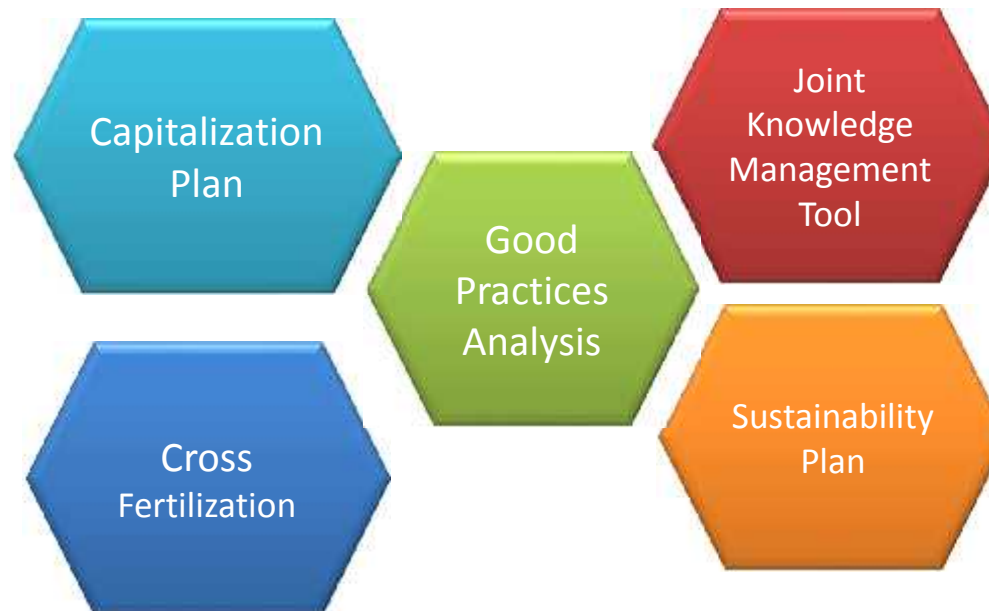 Capitalization
Plan
Joint
Knowledge
Management
Tool
Good
Practices
Analysis
Cross
Fertilization
Sustainability
Plan